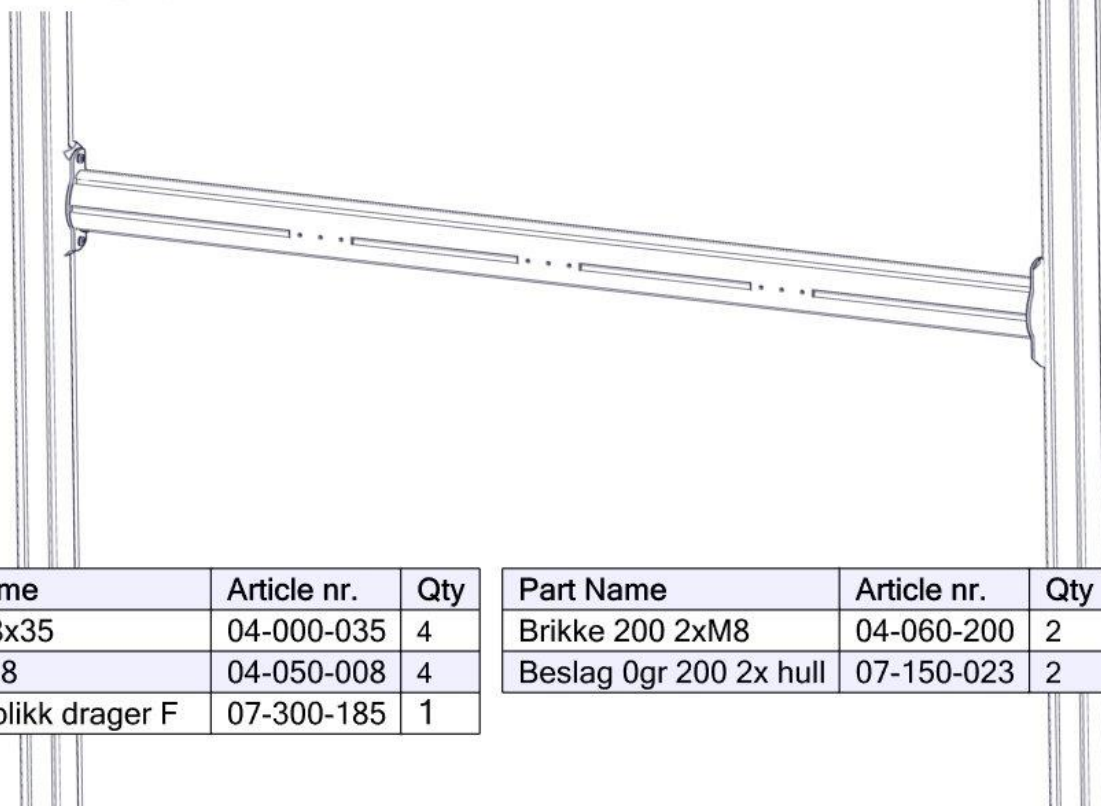 me Article nr. Qty
x35 04-000-035 4
8 04-050-008 4
likk drager F 07-300-185 1
Part Name Article nr. Qty
Brikke 200 2xM8 04-060-200 2
Beslag 0gr 200 2x hull 07-150-023 2